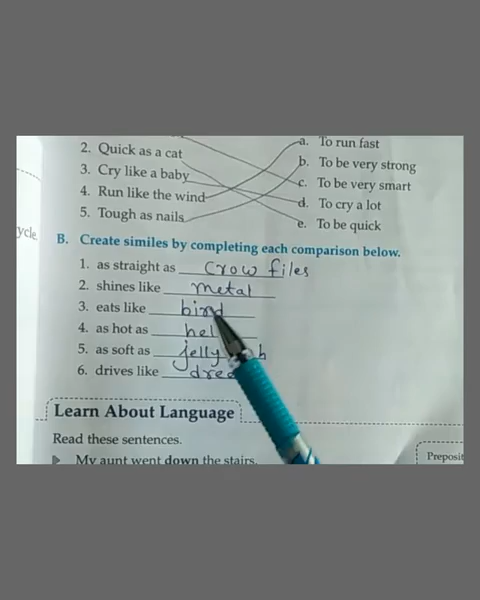 a. To run fast
2. Quick as a cat
b. To be very strong
3. Cry like a baby
c. To be very smart
4. Run like the wind
d. To cry a lot
5. Tough as nails
e. To be quick
ycle.
B. Create similes by completing each comparison below.
1. as straight as crow files
2. shines like metal
3. eats like bird
4. as hot as hel
5. as soft as jelly h
6. drives like dre
Learn About Language
Read these sentences.
My aunt went down the stairs.
Preposit